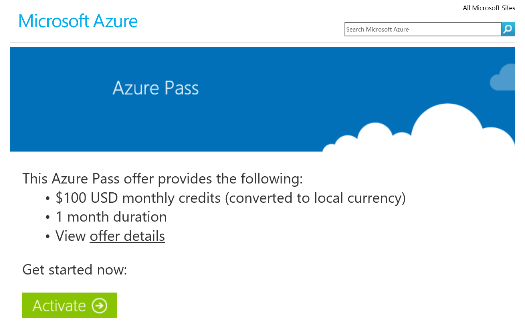 All Microsoft Sites
Microsoft Azure
Search Microsoft Azure
Azure Pass
This Azure Pass offer provides the following:
• $100 USD monthly credits (converted to local currency)
• 1 month duration
• View offer details
Get started now:
Activate